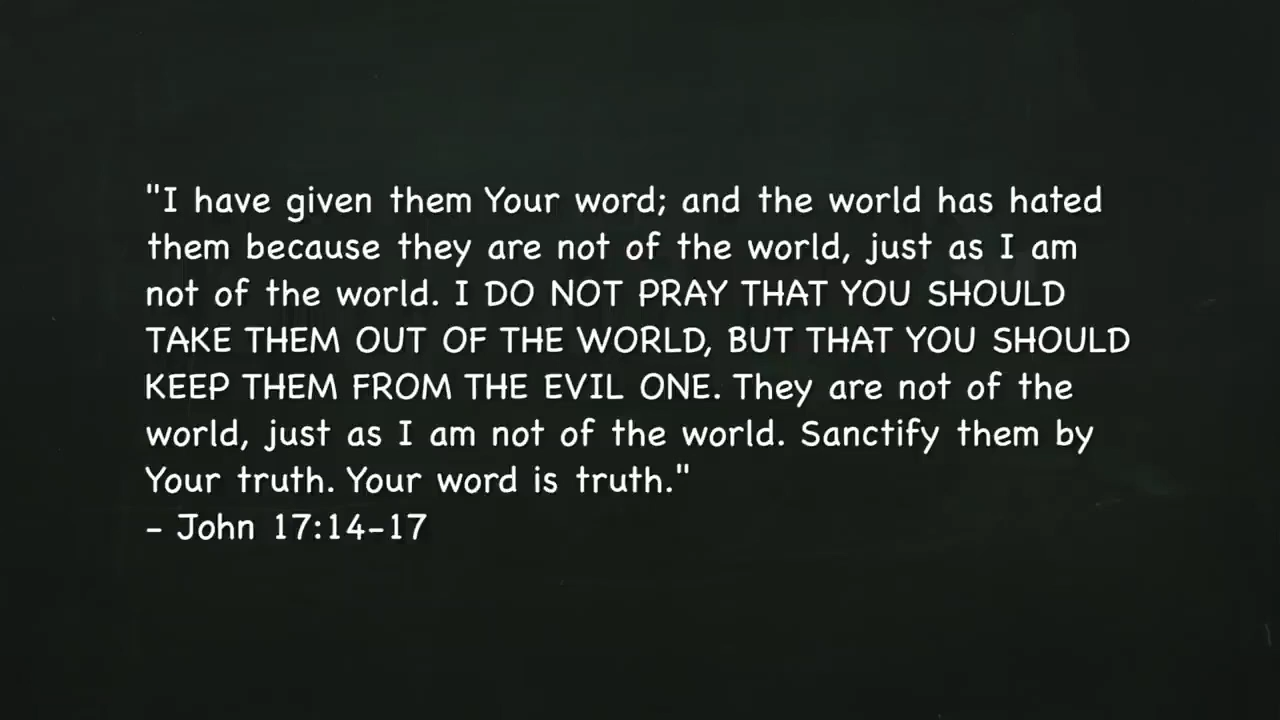 "I have given them Your word; and the world has hated
them because they are not of the world, just as I am
not of the world. I DO NOT PRAY THAT YOU SHOULD
TAKE THEM OUT OF THE WORLD, BUT THAT YOU SHOULD
KEEP THEM FROM THE EVIL ONE. They are not of the
world, just as I am not of the world. Sanctify them by
Your truth. Your word is truth."
– John 17:14-17